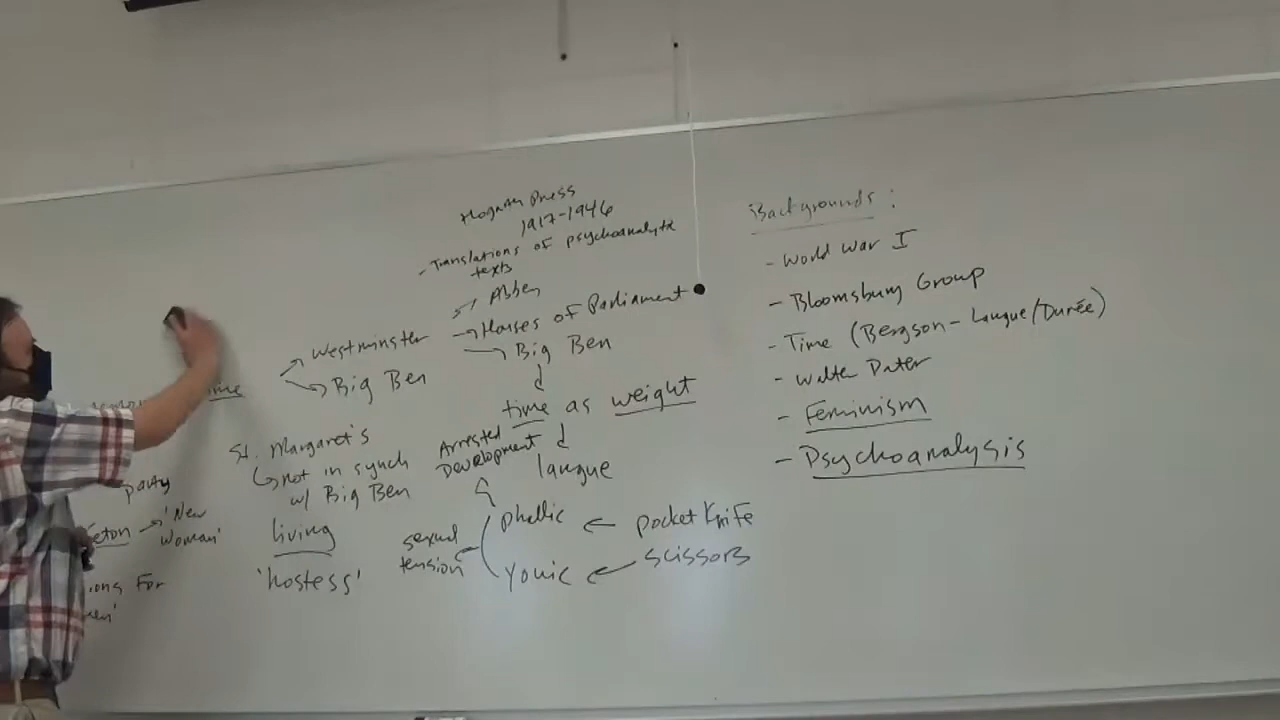 Hogarth Press
1917-1946
- Translations of psychoanalytic
texts
Abbey
→ Westminster
→ Houses of Parliament
→ Big Ben
Big Ben
time as weight
St. Margaret's
↳ not in synch
w/ Big Ben
Arrested
Development
langue
party
→ 'New
Woman'
living
'hostess'
sexual
tension
phallic ← pocket knife
yonic ← scissors
Backgrounds:
- World War I
- Bloomsbury Group
- Time (Bergson - Langue/Durée)
- Walter Pater
- Feminism
- Psychoanalysis